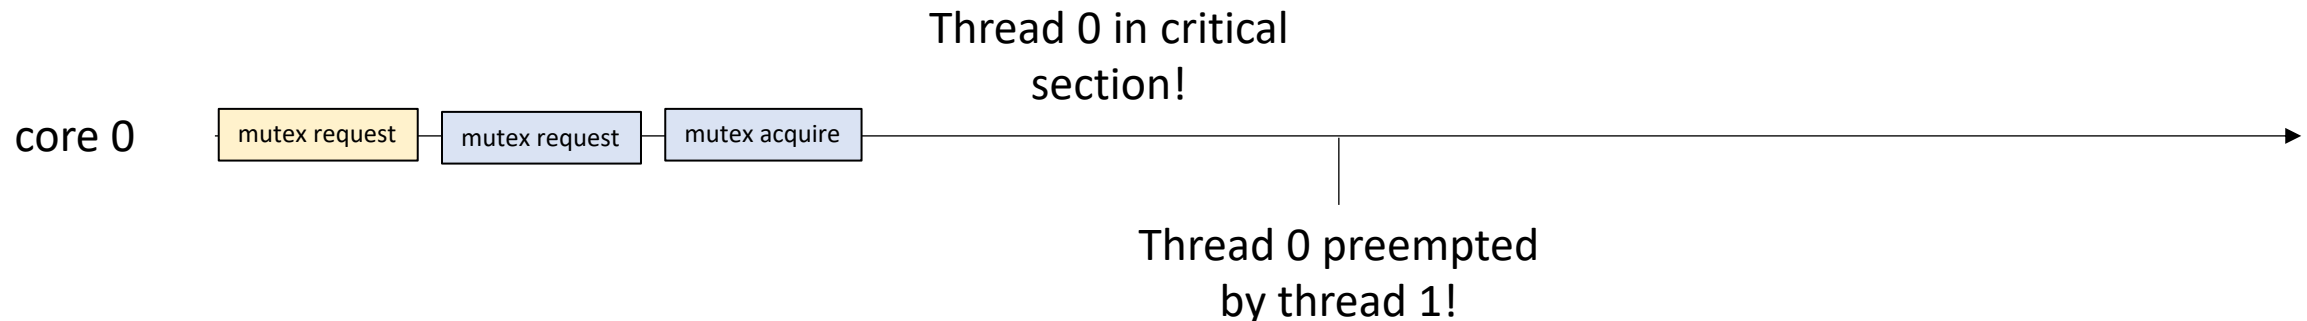 Thread 0 in critical
section!
core 0
mutex request
mutex request
mutex acquire
Thread 0 preempted
by thread 1!